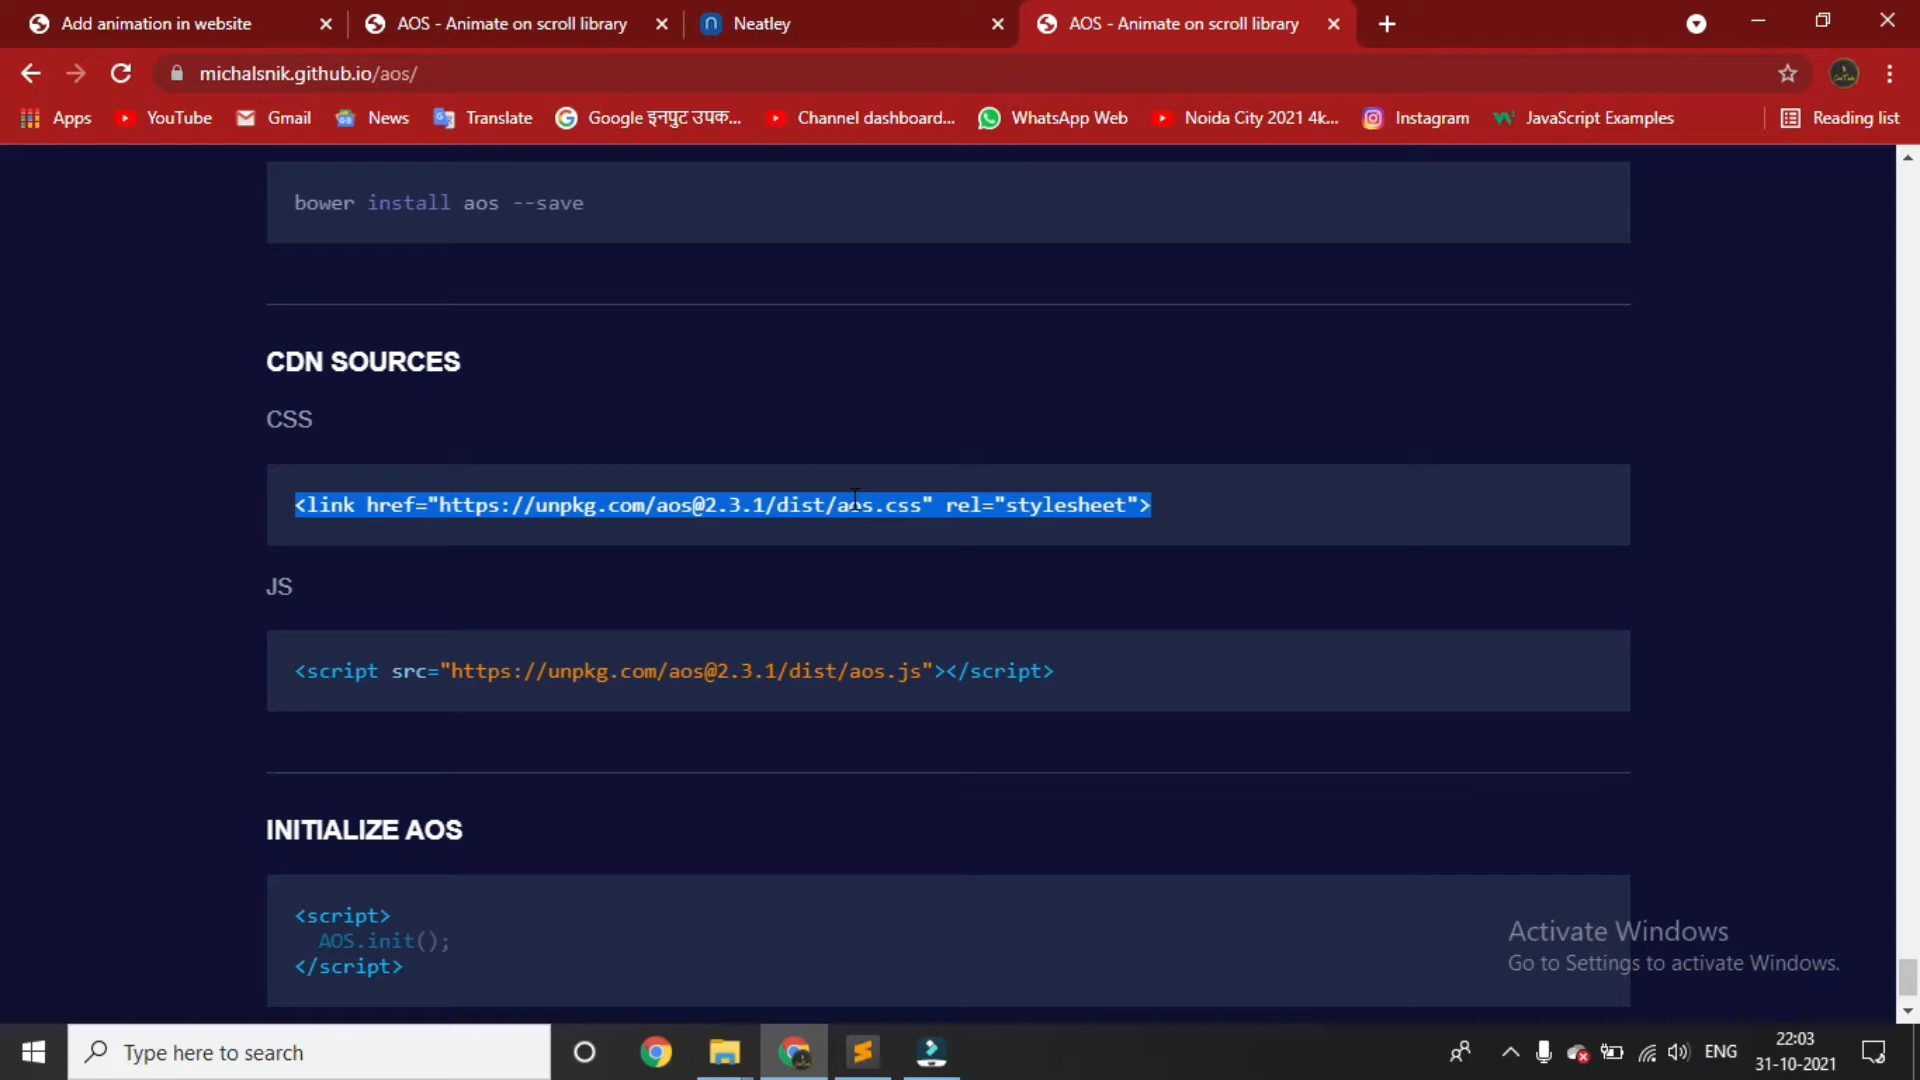 Add animation in website
AOS - Animate on scroll library
Neatley
AOS - Animate on scroll library
michalsnik.github.io/aos/
Apps
YouTube
Gmail
News
Translate
Google इनपुट उपक...
Channel dashboard...
WhatsApp Web
Noida City 2021 4k...
Instagram
JavaScript Examples
Reading list
bower install aos --save
CDN SOURCES
CSS
<link href="https://unpkg.com/aos@2.3.1/dist/aos.css" rel="stylesheet">
JS
<script src="https://unpkg.com/aos@2.3.1/dist/aos.js"></script>
INITIALIZE AOS
<script>
AOS.init();
</script>
Activate Windows
Go to Settings to activate Windows.
Type here to search
ENG
22:03
31-10-2021